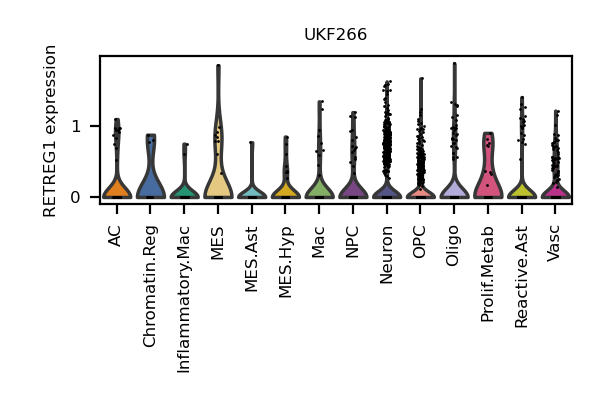 UKF266
RETREG1 expression
1
0
AC
Chromatin.Reg
Inflammatory.Mac
MES
MES.Ast
MES.Hyp
Mac
NPC
Neuron
OPC
Oligo
Prolif.Metab
Reactive.Ast
Vasc